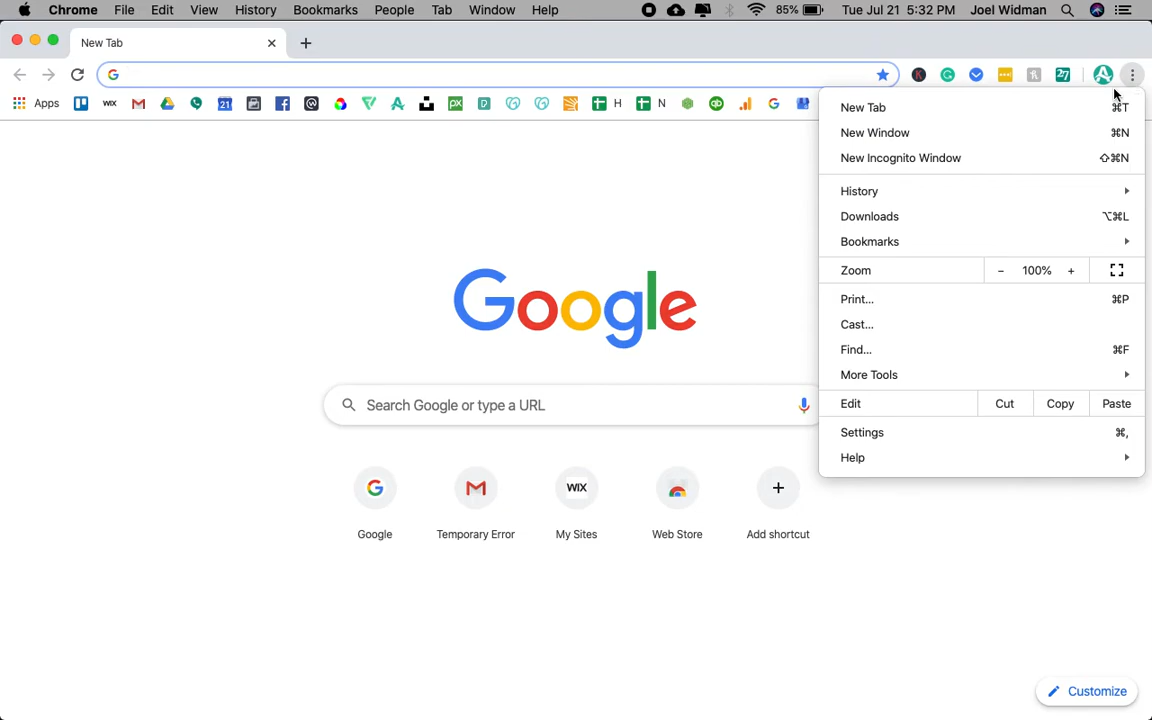 Chrome File Edit View History Bookmarks People Tab Window Help 85% Tue Jul 21 5:32 PM Joel Widman
New Tab
Apps WIX 21 PX D H N qb G
New Tab ⌘T
New Window ⌘N
New Incognito Window ⇧⌘N
History
Downloads ⌥⌘L
Bookmarks
Zoom - 100% +
Print... ⌘P
Cast...
Find... ⌘F
More Tools
Edit Cut Copy Paste
Settings ⌘,
Help
Google
Search Google or type a URL
WIX
Google Temporary Error My Sites Web Store Add shortcut
Customize